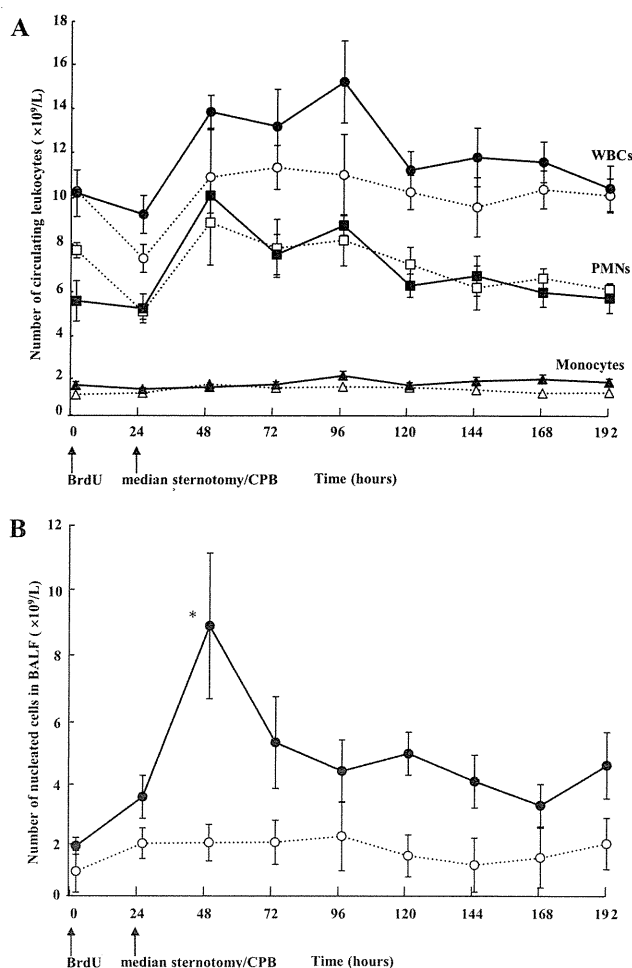 A
Number of circulating leukocytes ( ×10⁹/L)
18
16
14
12
10
8
6
4
2
0
WBCs
PMNs
Monocytes
0 24 48 72 96 120 144 168 192
BrdU median sternotomy/CPB Time (hours)
B
Number of nucleated cells in BALF ( ×10⁹/L)
12
10
8
6
4
2
0
*
0 24 48 72 96 120 144 168 192
BrdU median sternotomy/CPB Time (hours)